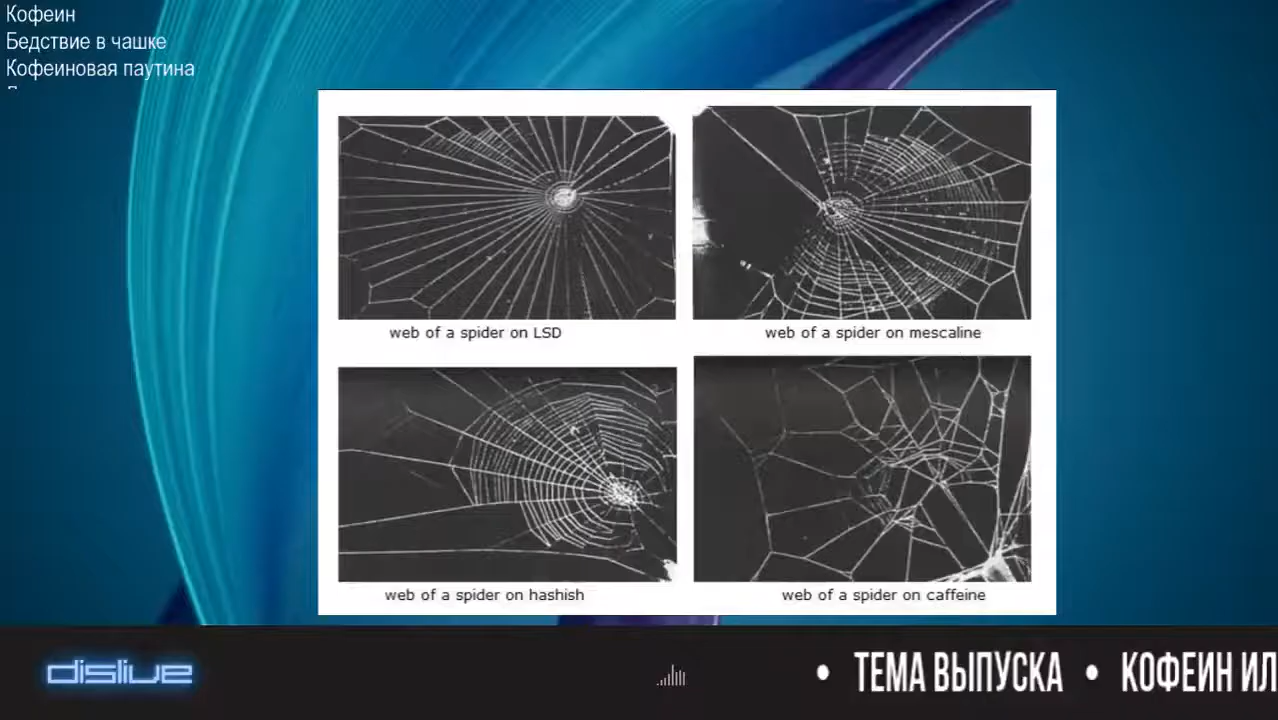 Кофеин
Бедствие в чашке
Кофеиновая паутина
web of a spider on LSD
web of a spider on mescaline
web of a spider on hashish
web of a spider on caffeine
dislive
• ТЕМА ВЫПУСКА • КОФЕИН ИЛ